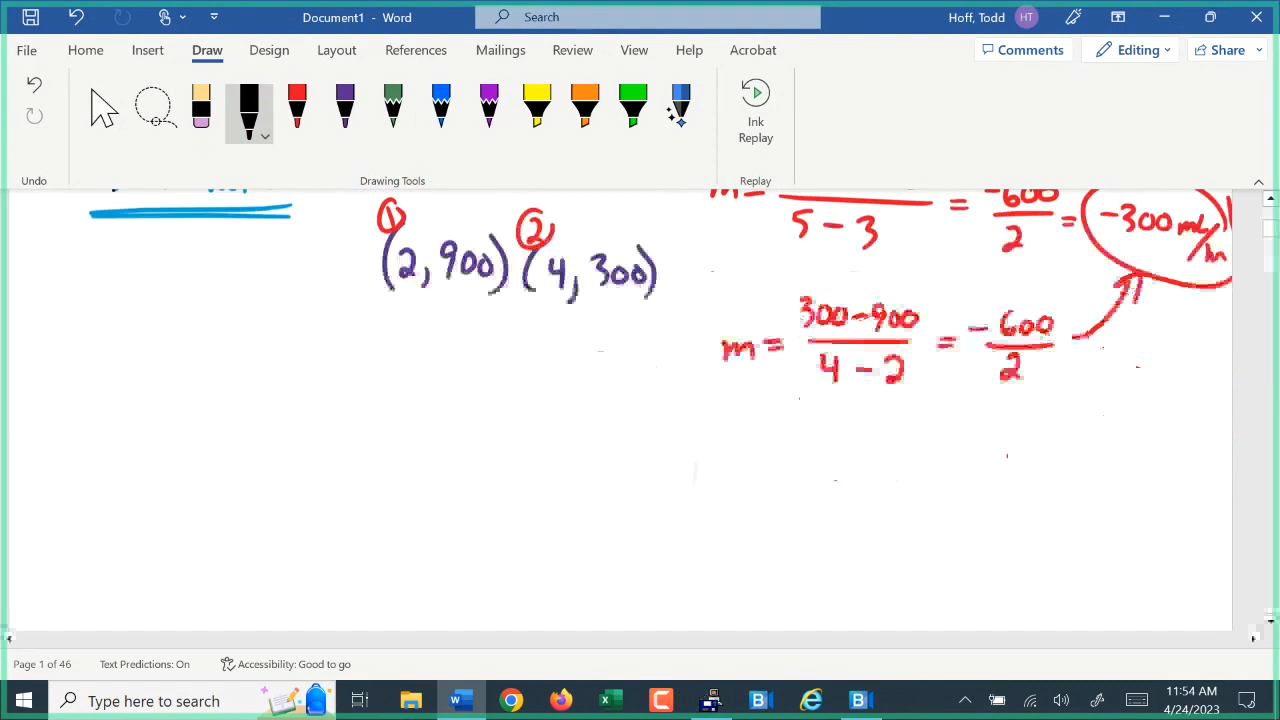 Document1 - Word
Search
Hoff, Todd
HT
File
Home
Insert
Draw
Design
Layout
References
Mailings
Review
View
Help
Acrobat
Comments
Editing
Share
Ink
Replay
Undo
Drawing Tools
Replay
m =
5 - 3
=
-600
2
=
-300 mL/hr
1
2
(2, 900) (4, 300)
m =
300-900
4 - 2
=
-600
2
Page 1 of 46
Text Predictions: On
Accessibility: Good to go
Type here to search
11:54 AM
4/24/2023